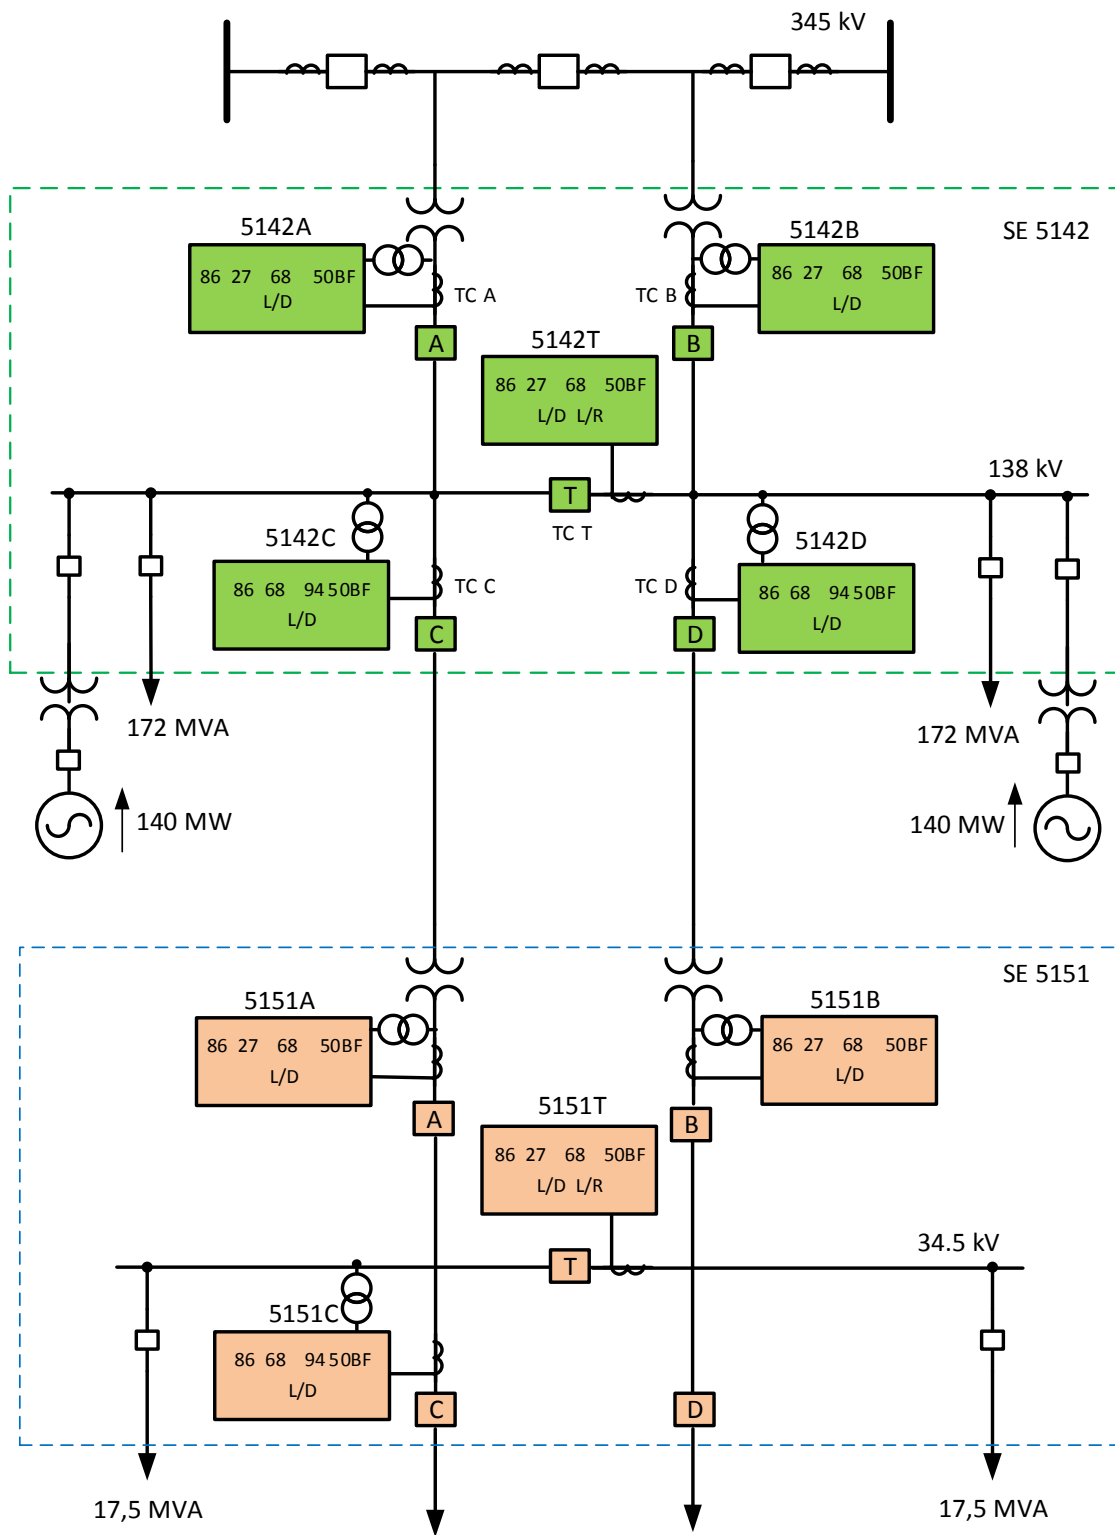 345 kV
SE 5142
5142A
5142B
86 27 68 50BF
L/D
86 27 68 50BF
L/D
TC A
TC B
A
B
5142T
86 27 68 50BF
L/D L/R
138 kV
T
TC T
5142C
5142D
86 68 94 50BF
L/D
86 68 94 50BF
L/D
TC C
TC D
C
D
172 MVA
172 MVA
140 MW
140 MW
SE 5151
5151A
5151B
86 27 68 50BF
L/D
86 27 68 50BF
L/D
A
B
5151T
86 27 68 50BF
L/D L/R
34.5 kV
T
5151C
86 68 94 50BF
L/D
C
D
17,5 MVA
17,5 MVA